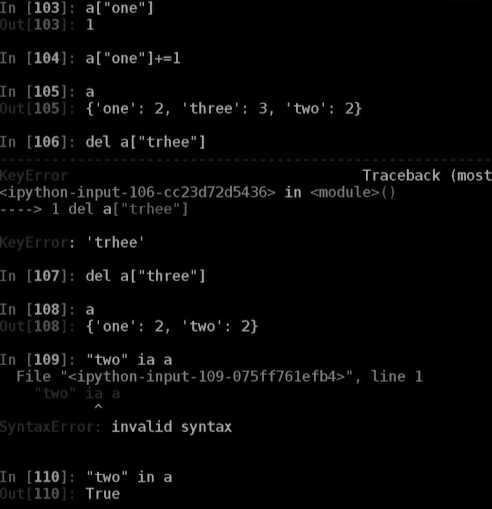 In [103]: a["one"]
Out[103]: 1
In [104]: a["one"]+=1
In [105]: a
Out[105]: {'one': 2, 'three': 3, 'two': 2}
In [106]: del a["trhee"]
---------------------------------------------------------
KeyError Traceback (most
<ipython-input-106-cc23d72d5436> in <module>()
----> 1 del a["trhee"]
KeyError: 'trhee'
In [107]: del a["three"]
In [108]: a
Out[108]: {'one': 2, 'two': 2}
In [109]: "two" ia a
File "<ipython-input-109-075ff761efb4>", line 1
"two" ia a
^
SyntaxError: invalid syntax
In [110]: "two" in a
Out[110]: True